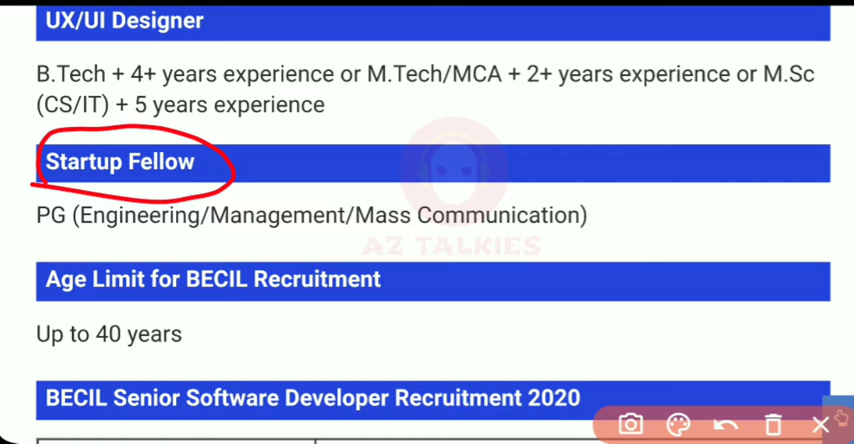 UX/UI Designer
B.Tech + 4+ years experience or M.Tech/MCA + 2+ years experience or M.Sc
(CS/IT) + 5 years experience
Startup Fellow
PG (Engineering/Management/Mass Communication)
AZ TALKIES
Age Limit for BECIL Recruitment
Up to 40 years
BECIL Senior Software Developer Recruitment 2020